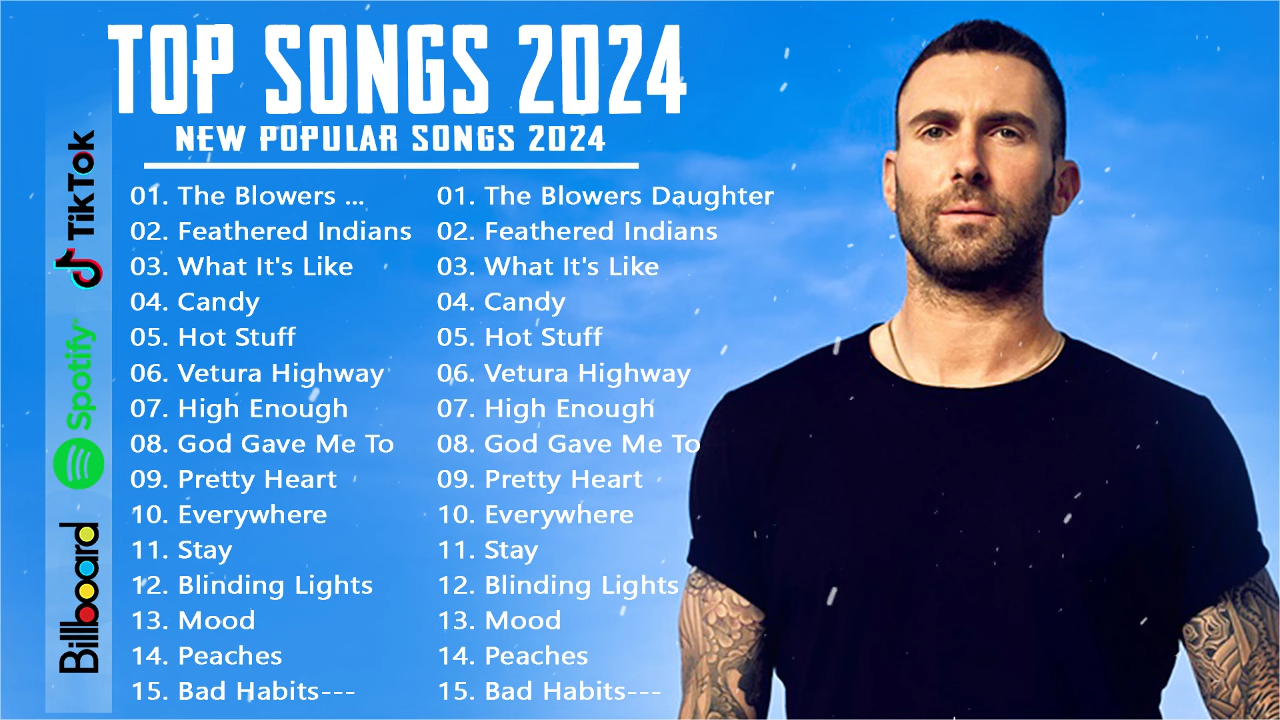 TOP SONGS 2024
NEW POPULAR SONGS 2024
TikTok
Spotify
Billboard
01. The Blowers ...
02. Feathered Indians
03. What It's Like
04. Candy
05. Hot Stuff
06. Vetura Highway
07. High Enough
08. God Gave Me To
09. Pretty Heart
10. Everywhere
11. Stay
12. Blinding Lights
13. Mood
14. Peaches
15. Bad Habits---
01. The Blowers Daughter
02. Feathered Indians
03. What It's Like
04. Candy
05. Hot Stuff
06. Vetura Highway
07. High Enough
08. God Gave Me To
09. Pretty Heart
10. Everywhere
11. Stay
12. Blinding Lights
13. Mood
14. Peaches
15. Bad Habits---